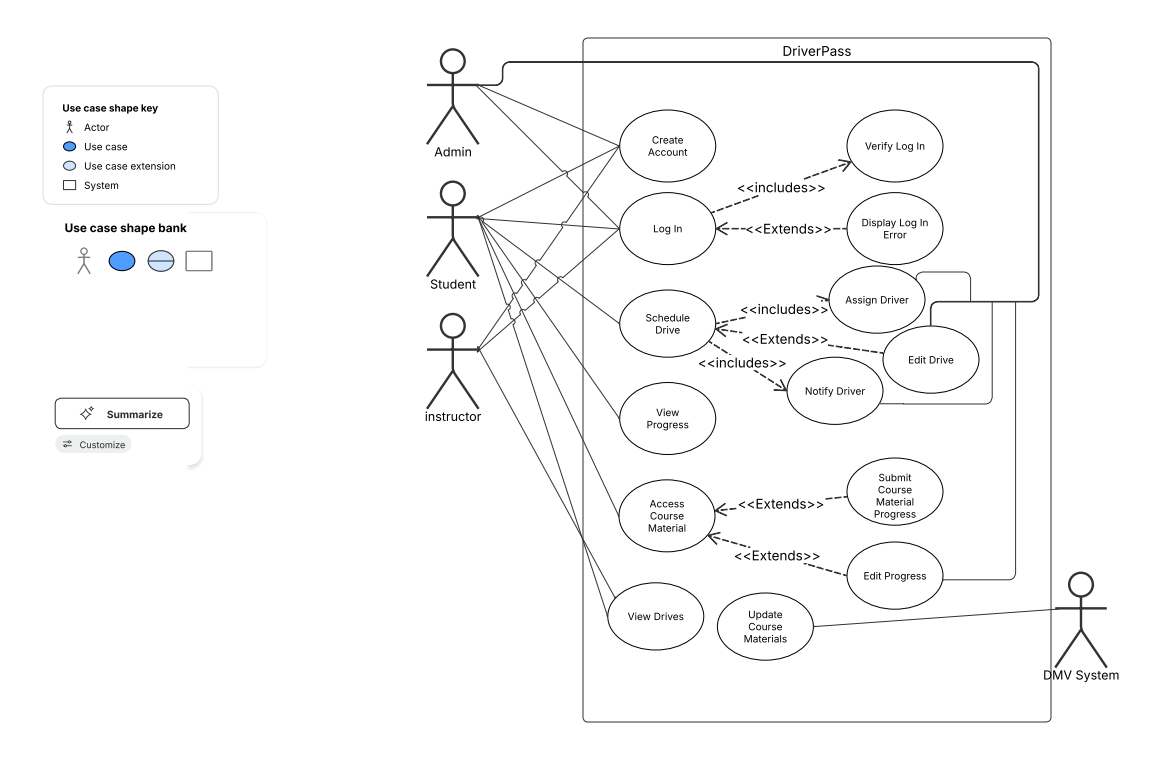 Use case shape key
Actor
Use case
Use case extension
System
Use case shape bank
Summarize
Customize
Admin
Student
instructor
DriverPass
Create
Account
Verify Log In
<<includes>>
Log In
<<Extends>>
Display Log In
Error
Schedule
Drive
<<includes>>
Assign Driver
<<Extends>>
Edit Drive
<<includes>>
Notify Driver
View
Progress
Access
Course
Material
<<Extends>>
Submit
Course
Material
Progress
<<Extends>>
Edit Progress
View Drives
Update
Course
Materials
DMV System